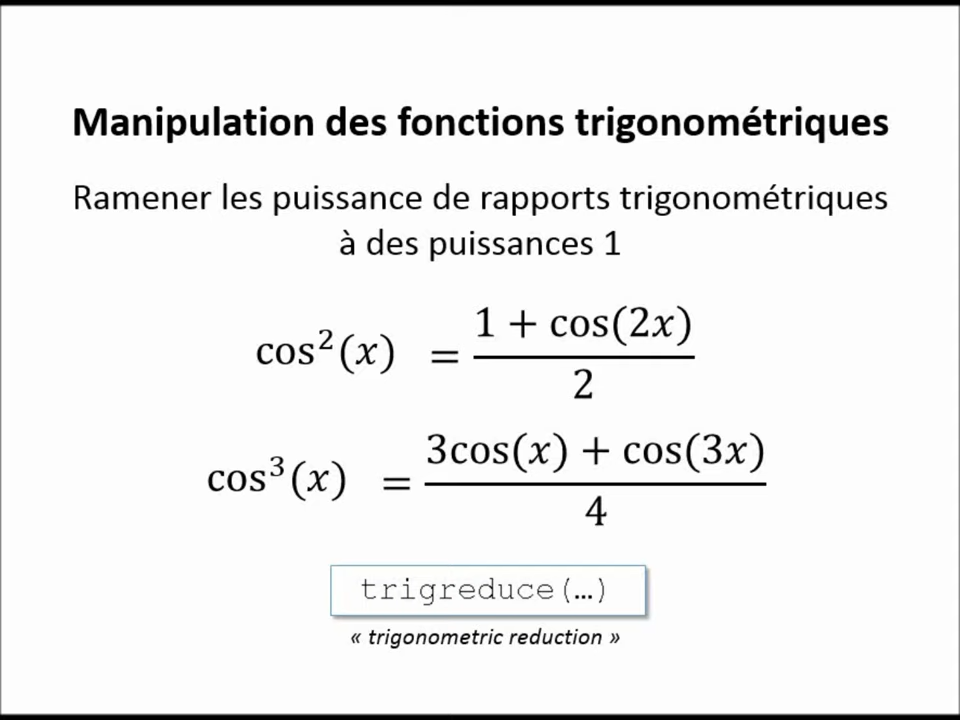 Manipulation des fonctions trigonométriques
Ramener les puissance de rapports trigonométriques
à des puissances 1
cos²(x) = (1 + cos(2x))/2
cos³(x) = (3cos(x) + cos(3x))/4
trigreduce(…)
« trigonometric reduction »